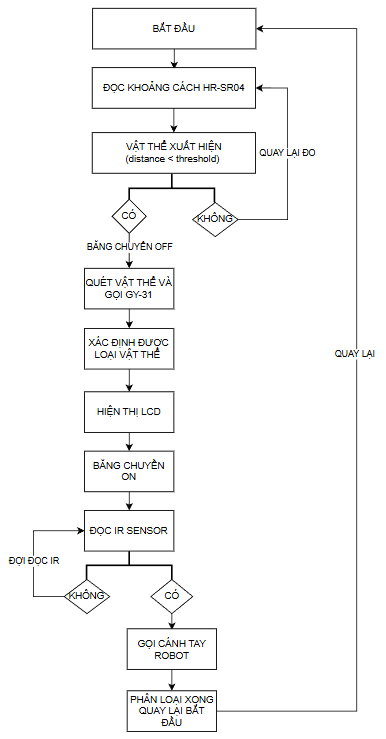 BẮT ĐẦU
ĐỌC KHOẢNG CÁCH HR-SR04
VẬT THỂ XUẤT HIỆN
(distance < threshold)
QUAY LẠI ĐO
CÓ
KHÔNG
BĂNG CHUYỀN OFF
QUÉT VẬT THỂ VÀ
GỌI GY-31
XÁC ĐỊNH ĐƯỢC
LOẠI VẬT THỂ
QUAY LẠI
HIỆN THỊ LCD
BĂNG CHUYỀN
ON
ĐỌC IR SENSOR
ĐỢI ĐỌC IR
KHÔNG
CÓ
GỌI CÁNH TAY
ROBOT
PHÂN LOẠI XONG
QUAY LẠI BẮT
ĐẦU